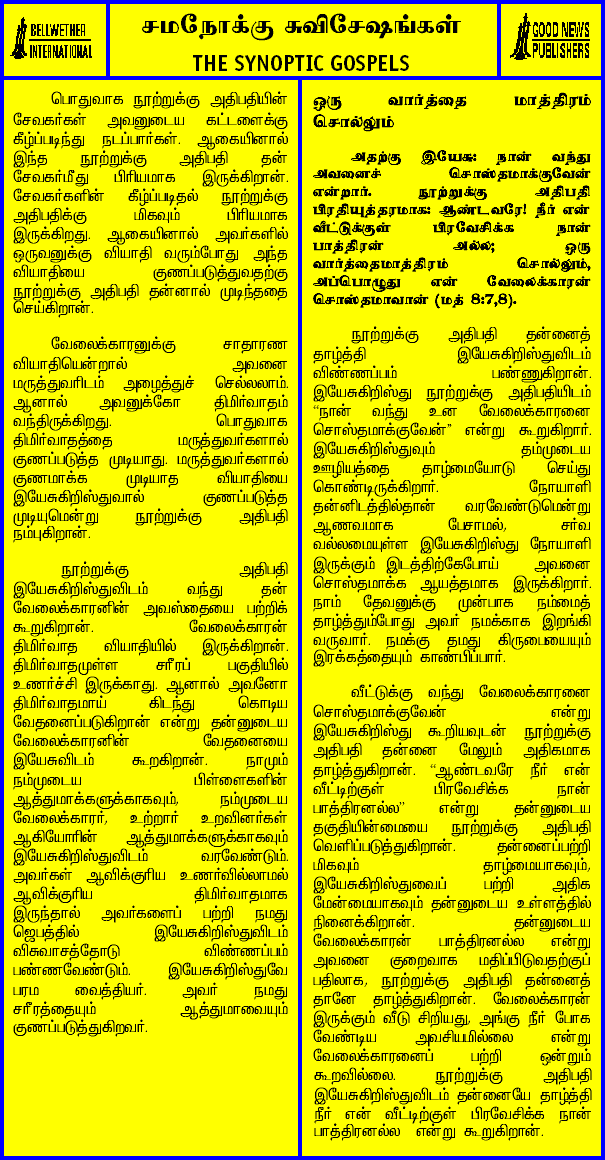 BELLWETHER
INTERNATIONAL
சமநோக்கு சுவிசேஷங்கள்
THE SYNOPTIC GOSPELS
GOOD NEWS
PUBLISHERS
பொதுவாக நூற்றுக்கு அதிபதியின்
சேவகர்கள் அவனுடைய கட்டளைக்கு
கீழ்ப்படிந்து நடப்பார்கள். ஆகையினால்
இந்த நூற்றுக்கு அதிபதி தன்
சேவகர்மீது பிரியமாக இருக்கிறான்.
சேவகர்களின் கீழ்ப்படிதல் நூற்றுக்கு
அதிபதிக்கு மிகவும் பிரியமாக
இருக்கிறது. ஆகையினால் அவர்களில்
ஒருவனுக்கு வியாதி வரும்போது அந்த
வியாதியை குணப்படுத்துவதற்கு
நூற்றுக்கு அதிபதி தன்னால் முடிந்ததை
செய்கிறான்.
வேலைக்காரனுக்கு சாதாரண
வியாதியென்றால் அவனை
மருத்துவரிடம் அழைத்துச் செல்லலாம்.
ஆனால் அவனுக்கோ திமிர்வாதம்
வந்திருக்கிறது. பொதுவாக
திமிர்வாதத்தை மருத்துவர்களால்
குணப்படுத்த முடியாது. மருத்துவர்களால்
குணமாக்க முடியாத வியாதியை
இயேசுகிறிஸ்துவால் குணப்படுத்த
முடியுமென்று நூற்றுக்கு அதிபதி
நம்புகிறான்.
நூற்றுக்கு அதிபதி
இயேசுகிறிஸ்துவிடம் வந்து தன்
வேலைக்காரனின் அவஸ்தையை பற்றிக்
கூறுகிறான். வேலைக்காரன்
திமிர்வாத வியாதியில் இருக்கிறான்.
திமிர்வாதமுள்ள சரீரப் பகுதியில்
உணர்ச்சி இருக்காது. ஆனால் அவனோ
திமிர்வாதமாய் கிடந்து கொடிய
வேதனைப்படுகிறான் என்று தன்னுடைய
வேலைக்காரனின் வேதனையை
இயேசுவிடம் கூறகிறான். நாமும்
நம்முடைய பிள்ளைகளின்
ஆத்துமாக்களுக்காகவும், நம்முடைய
வேலைக்காரர், உற்றார் உறவினர்கள்
ஆகியோரின் ஆத்துமாக்களுக்காகவும்
இயேசுகிறிஸ்துவிடம் வரவேண்டும்.
அவர்கள் ஆவிக்குரிய உணர்வில்லாமல்
ஆவிக்குரிய திமிர்வாதமாக
இருந்தால் அவர்களைப் பற்றி நமது
ஜெபத்தில் இயேசுகிறிஸ்துவிடம்
விசுவாசத்தோடு விண்ணப்பம்
பண்ணவேண்டும். இயேசுகிறிஸ்துவே
பரம வைத்தியர். அவர் நமது
சரீரத்தையும் ஆத்துமாவையும்
குணப்படுத்துகிறவர்.
ஒரு வார்த்தை மாத்திரம்
சொல்லும்
அதற்கு இயேசு: நான் வந்து
அவனைச் சொஸ்தமாக்குவேன்
என்றார். நூற்றுக்கு அதிபதி
பிரதியுத்தரமாக: ஆண்டவரே! நீர் என்
வீட்டுக்குள் பிரவேசிக்க நான்
பாத்திரன் அல்ல; ஒரு
வார்த்தைமாத்திரம் சொல்லும்,
அப்பொழுது என் வேலைக்காரன்
சொஸ்தமாவான் (மத் 8:7,8).
நூற்றுக்கு அதிபதி தன்னைத்
தாழ்த்தி இயேசுகிறிஸ்துவிடம்
விண்ணப்பம் பண்ணுகிறான்.
இயேசுகிறிஸ்து நூற்றுக்கு அதிபதியிடம்
"நான் வந்து உன வேலைக்காரனை
சொஸ்தமாக்குவேன்" என்று கூறுகிறார்.
இயேசுகிறிஸ்துவும் தம்முடைய
ஊழியத்தை தாழ்மையோடு செய்து
கொண்டிருக்கிறார். நோயாளி
தன்னிடத்தில்தான் வரவேண்டுமென்று
ஆணவமாக பேசாமல், சர்வ
வல்லமையுள்ள இயேசுகிறிஸ்து நோயாளி
இருக்கும் இடத்திற்கேபோய் அவனை
சொஸ்தமாக்க ஆயத்தமாக இருக்கிறார்.
நாம் தேவனுக்கு முன்பாக நம்மைத்
தாழ்த்தும்போது அவர் நமக்காக இறங்கி
வருவார். நமக்கு தமது கிருபையையும்
இரக்கத்தையும் காண்பிப்பார்.
வீட்டுக்கு வந்து வேலைக்காரனை
சொஸ்தமாக்குவேன் என்று
இயேசுகிறிஸ்து கூறியவுடன் நூற்றுக்கு
அதிபதி தன்னை மேலும் அதிகமாக
தாழ்த்துகிறான். "ஆண்டவரே நீர் என்
வீட்டிற்குள் பிரவேசிக்க நான்
பாத்திரனல்ல" என்று தன்னுடைய
தகுதியின்மையை நூற்றுக்கு அதிபதி
வெளிப்படுத்துகிறான். தன்னைப்பற்றி
மிகவும் தாழ்மையாகவும்,
இயேசுகிறிஸ்துவைப் பற்றி அதிக
மேன்மையாகவும் தன்னுடைய உள்ளத்தில்
நினைக்கிறான். தன்னுடைய
வேலைக்காரன் பாத்திரனல்ல என்று
அவனை குறைவாக மதிப்பிடுவதற்குப்
பதிலாக, நூற்றுக்கு அதிபதி தன்னைத்
தானே தாழ்த்துகிறான். வேலைக்காரன்
இருக்கும் வீடு சிறியது, அங்கு நீர் போக
வேண்டிய அவசியமில்லை என்று
வேலைக்காரனைப் பற்றி ஒன்றும்
கூறவில்லை. நூற்றுக்கு அதிபதி
இயேசுகிறிஸ்துவிடம் தன்னையே தாழ்த்தி
நீர் என் வீட்டிற்குள் பிரவேசிக்க நான்
பாத்திரனல்ல என்று கூறுகிறான்.